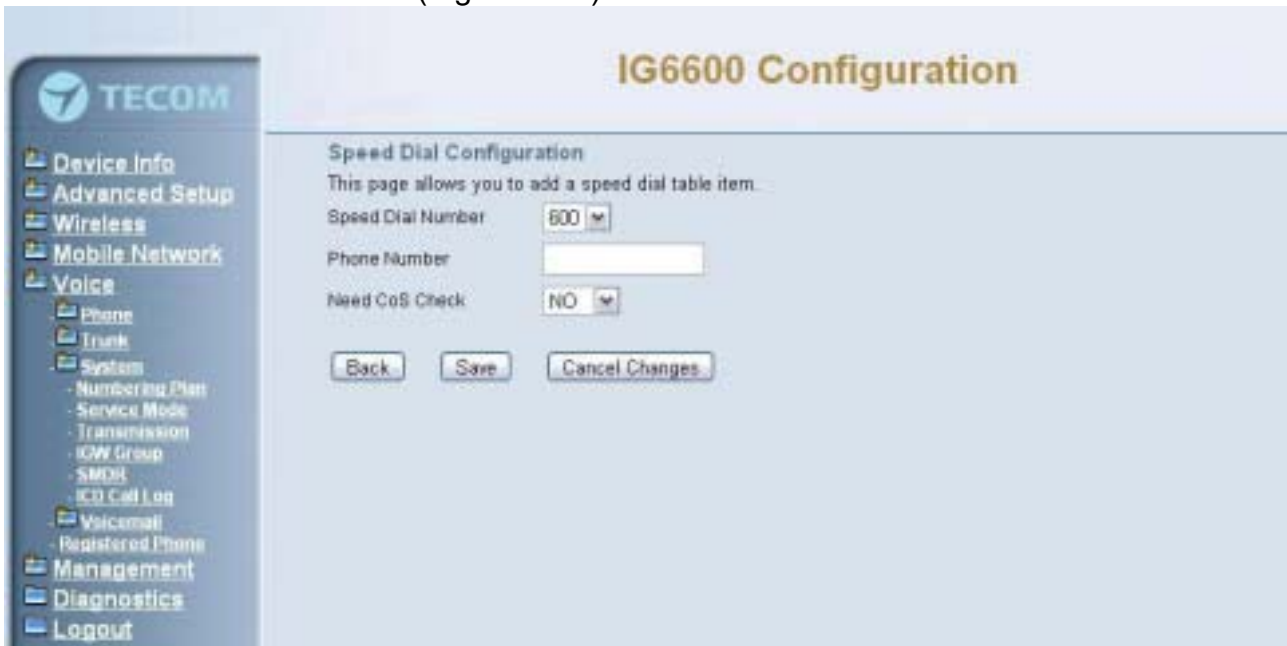 IG6600 Configuration
TECOM
Device Info
Advanced Setup
Wireless
Mobile Network
Voice
Phone
Trunk
System
- Numbering Plan
- Service Mode
- Transmission
- IGW Group
- SMDR
- ICD Call Log
Voicemail
- Registered Phone
Management
Diagnostics
Logout
Speed Dial Configuration
This page allows you to add a speed dial table item.
Speed Dial Number 600
Phone Number
Need CoS Check NO
Back Save Cancel Changes